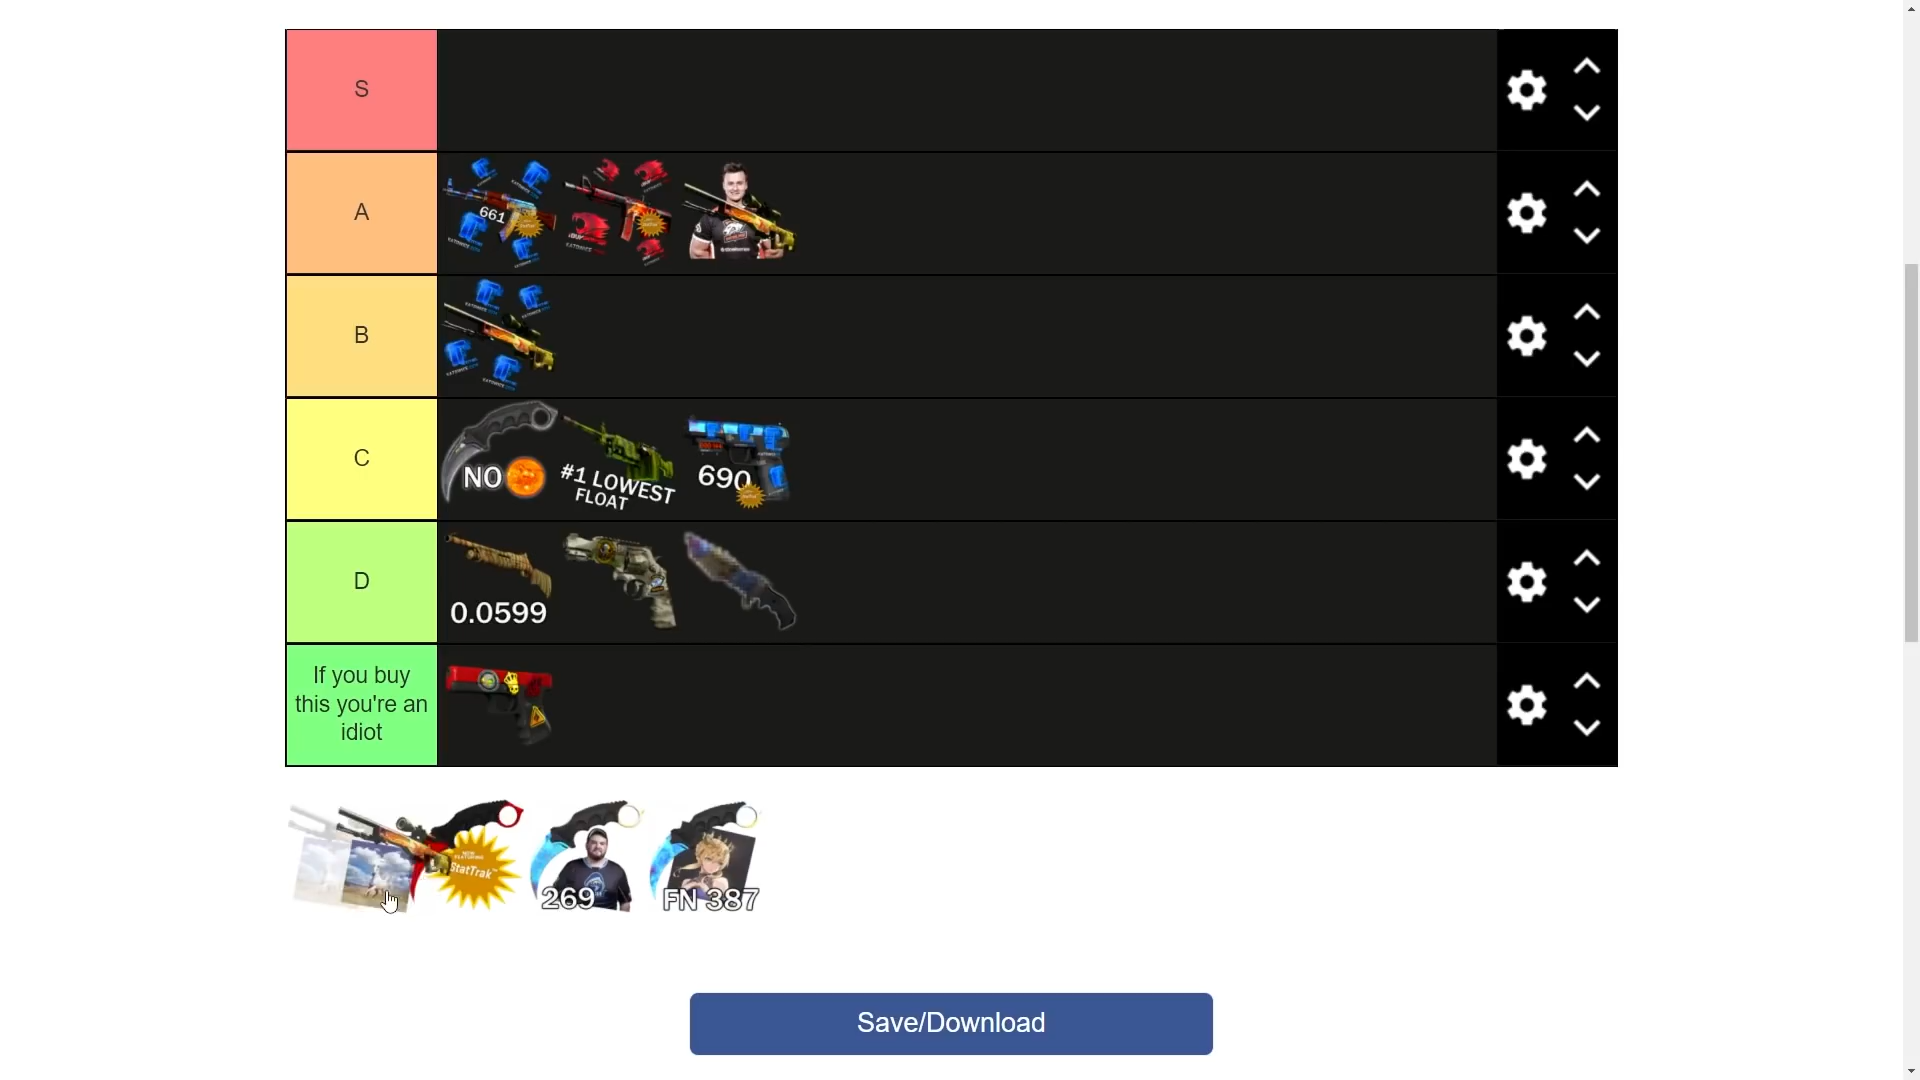 S
A
661
B
C
NO
#1 LOWEST
FLOAT
690
D
0.0599
If you buy
this you're an
idiot
StatTrak™
269
FN 387
Save/Download